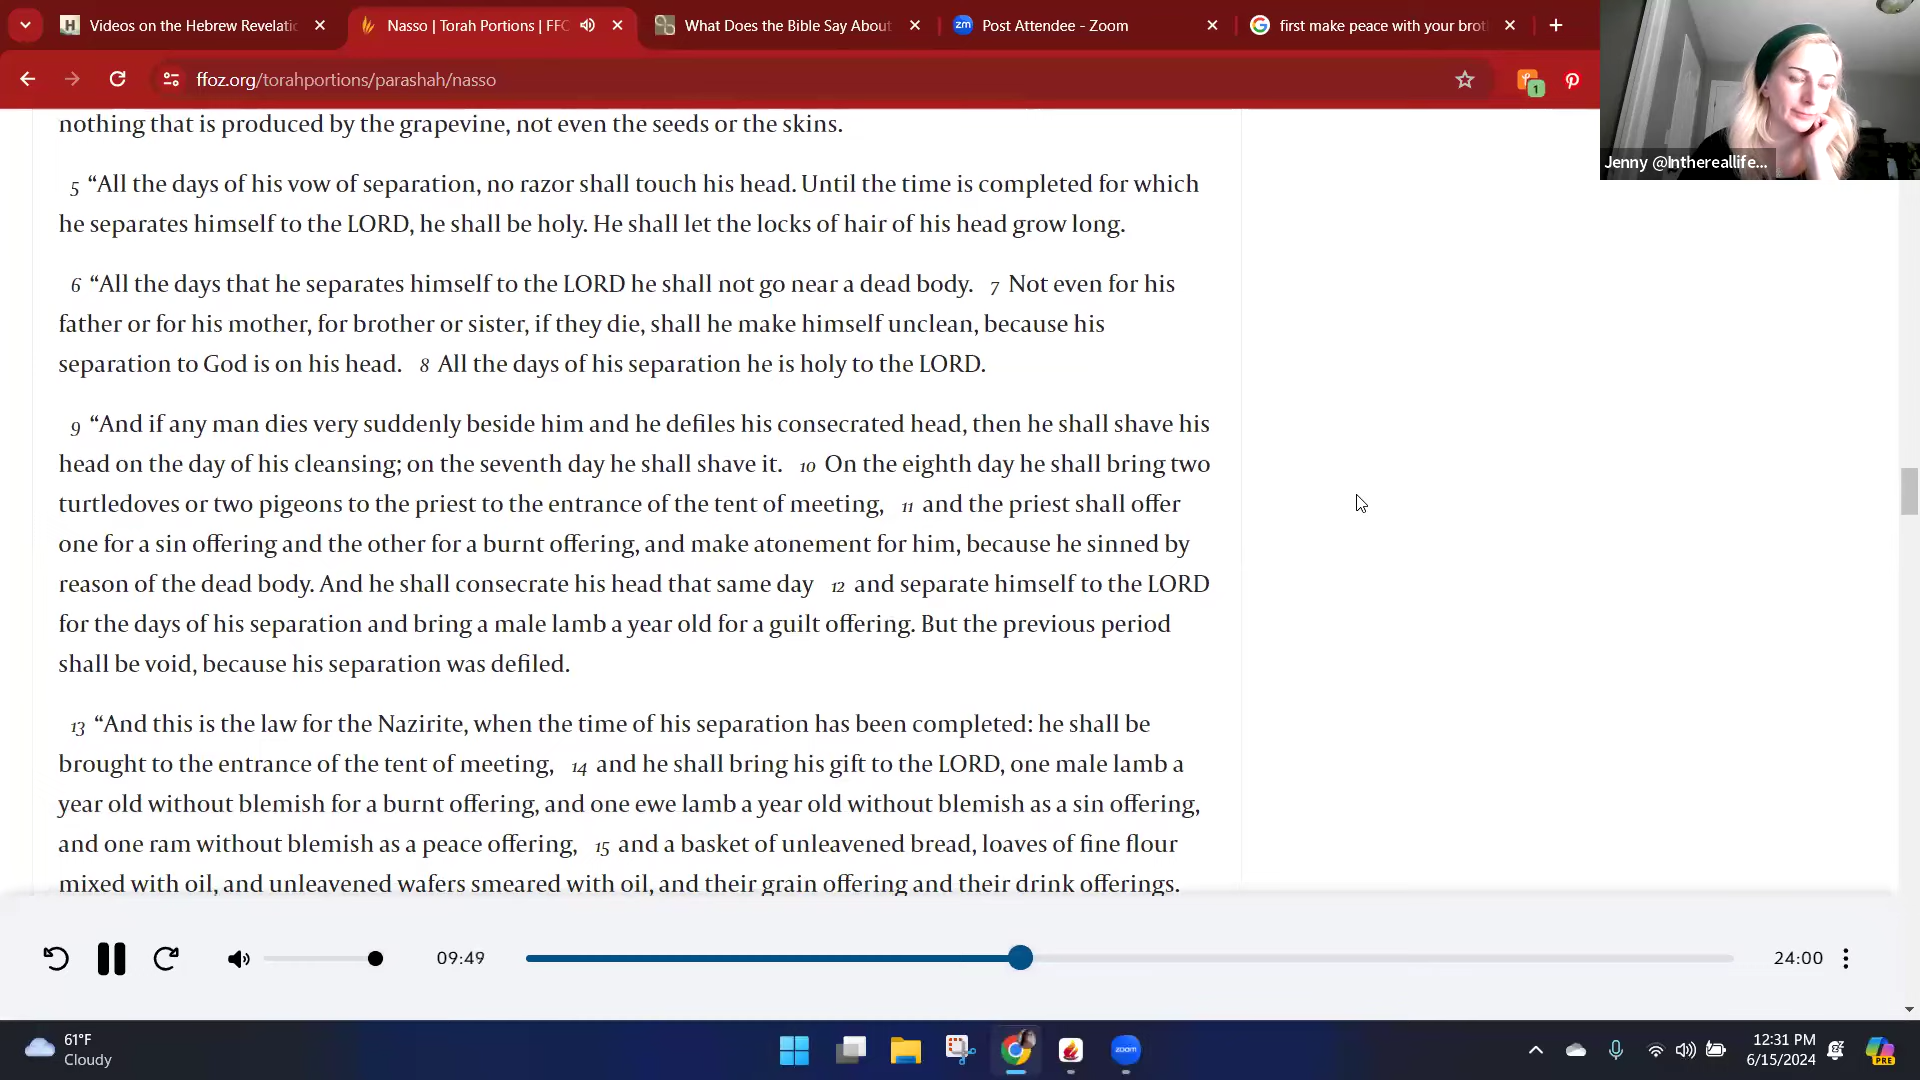 Videos on the Hebrew Revelati
Nasso | Torah Portions | FFO
What Does the Bible Say About
Post Attendee - Zoom
first make peace with your brot
ffoz.org/torahportions/parashah/nasso
1
Jenny @Inthereallife...
nothing that is produced by the grapevine, not even the seeds or the skins.
5 “All the days of his vow of separation, no razor shall touch his head. Until the time is completed for which
he separates himself to the LORD, he shall be holy. He shall let the locks of hair of his head grow long.
6 “All the days that he separates himself to the LORD he shall not go near a dead body. 7 Not even for his
father or for his mother, for brother or sister, if they die, shall he make himself unclean, because his
separation to God is on his head. 8 All the days of his separation he is holy to the LORD.
9 “And if any man dies very suddenly beside him and he defiles his consecrated head, then he shall shave his
head on the day of his cleansing; on the seventh day he shall shave it. 10 On the eighth day he shall bring two
turtledoves or two pigeons to the priest to the entrance of the tent of meeting, 11 and the priest shall offer
one for a sin offering and the other for a burnt offering, and make atonement for him, because he sinned by
reason of the dead body. And he shall consecrate his head that same day 12 and separate himself to the LORD
for the days of his separation and bring a male lamb a year old for a guilt offering. But the previous period
shall be void, because his separation was defiled.
13 “And this is the law for the Nazirite, when the time of his separation has been completed: he shall be
brought to the entrance of the tent of meeting, 14 and he shall bring his gift to the LORD, one male lamb a
year old without blemish for a burnt offering, and one ewe lamb a year old without blemish as a sin offering,
and one ram without blemish as a peace offering, 15 and a basket of unleavened bread, loaves of fine flour
mixed with oil, and unleavened wafers smeared with oil, and their grain offering and their drink offerings.
09:49
24:00
61°F
Cloudy
zoom
12:31 PM
6/15/2024
PRE